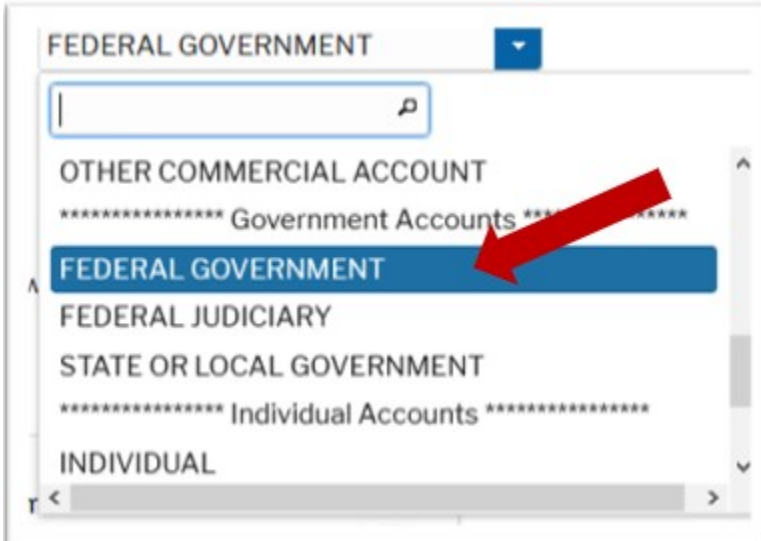 FEDERAL GOVERNMENT
OTHER COMMERCIAL ACCOUNT
**************** Government Accounts ****************
FEDERAL GOVERNMENT
FEDERAL JUDICIARY
STATE OR LOCAL GOVERNMENT
**************** Individual Accounts ****************
INDIVIDUAL